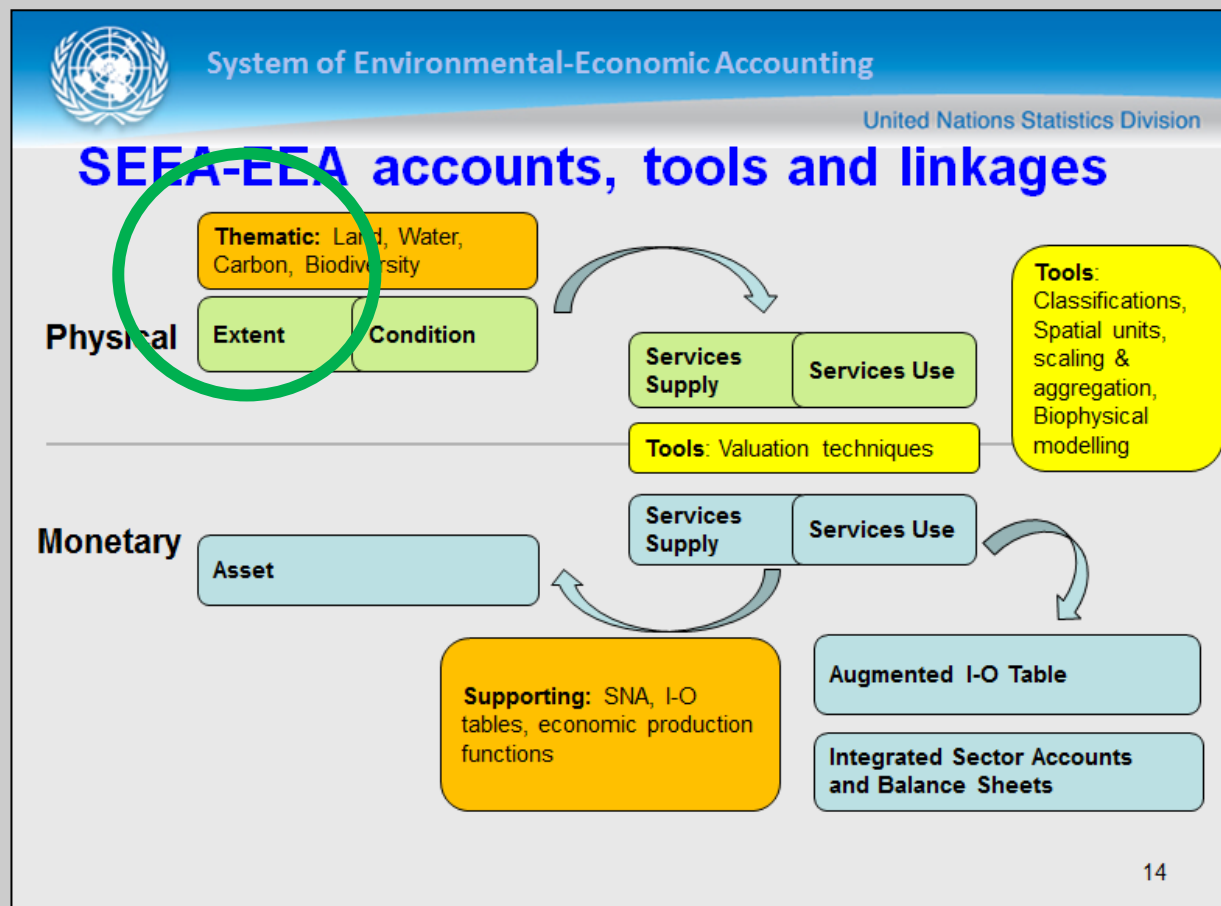 System of Environmental-Economic Accounting
United Nations Statistics Division
SEEA-EEA accounts, tools and linkages
Thematic: Land, Water,
Carbon, Biodiversity
Physical
Extent
Condition
Services
Supply
Services Use
Tools:
Classifications,
Spatial units,
scaling &
aggregation,
Biophysical
modelling
Tools: Valuation techniques
Monetary
Asset
Services
Supply
Services Use
Supporting: SNA, I-O
tables, economic production
functions
Augmented I-O Table
Integrated Sector Accounts
and Balance Sheets
14